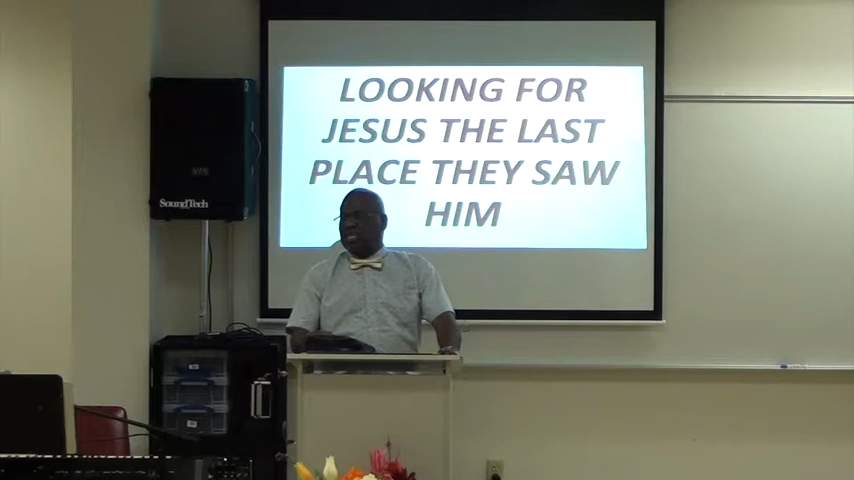 LOOKING FOR
JESUS THE LAST
PLACE THEY SAW
HIM
SoundTech